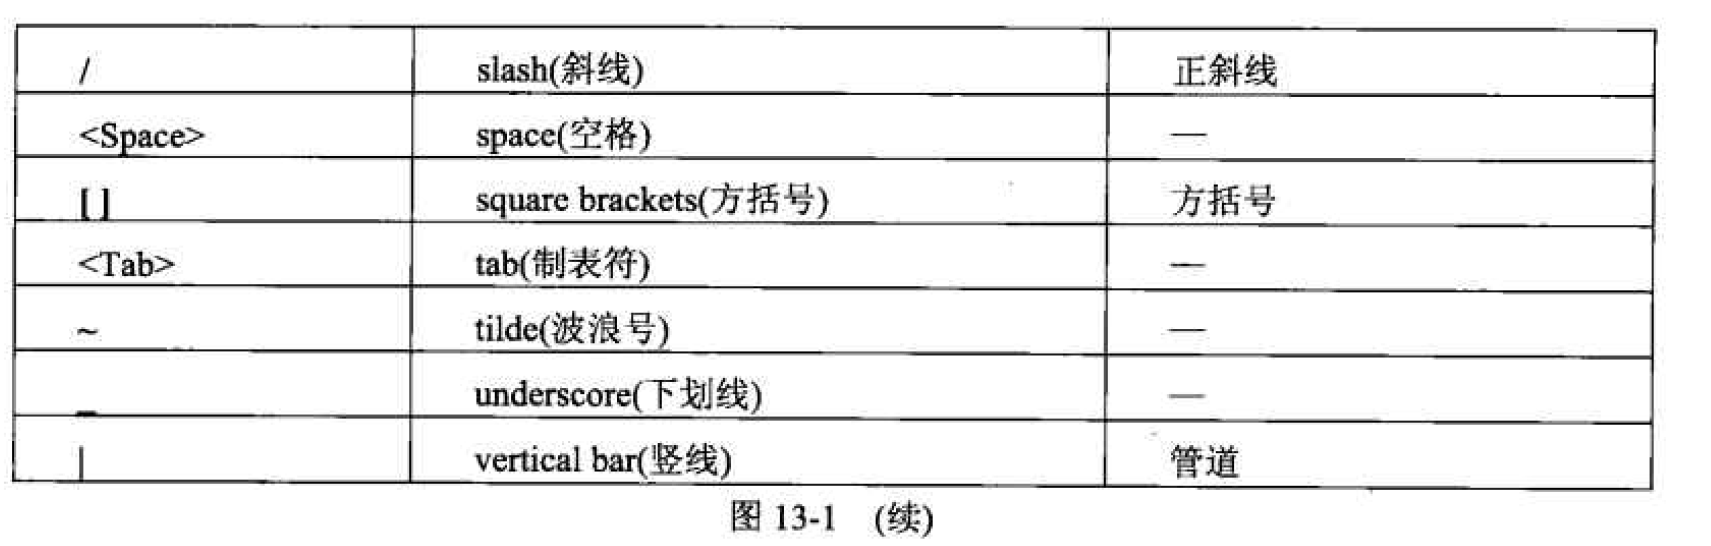 / slash(斜线) 正斜线
<Space> space(空格) —
[ ] square brackets(方括号) 方括号
<Tab> tab(制表符) —
~ tilde(波浪号) —
_ underscore(下划线) —
| vertical bar(竖线) 管道
图 13-1 (续)